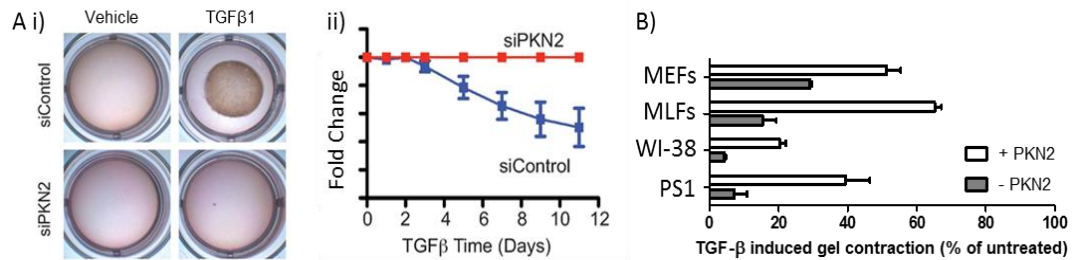 A i)
Vehicle
TGFβ1
siControl
siPKN2
ii)
Fold Change
siPKN2
siControl
0 2 4 6 8 10 12
TGFβ Time (Days)
B)
MEFs
MLFs
WI-38
PS1
+ PKN2
- PKN2
0 20 40 60 80 100
TGF-β induced gel contraction (% of untreated)